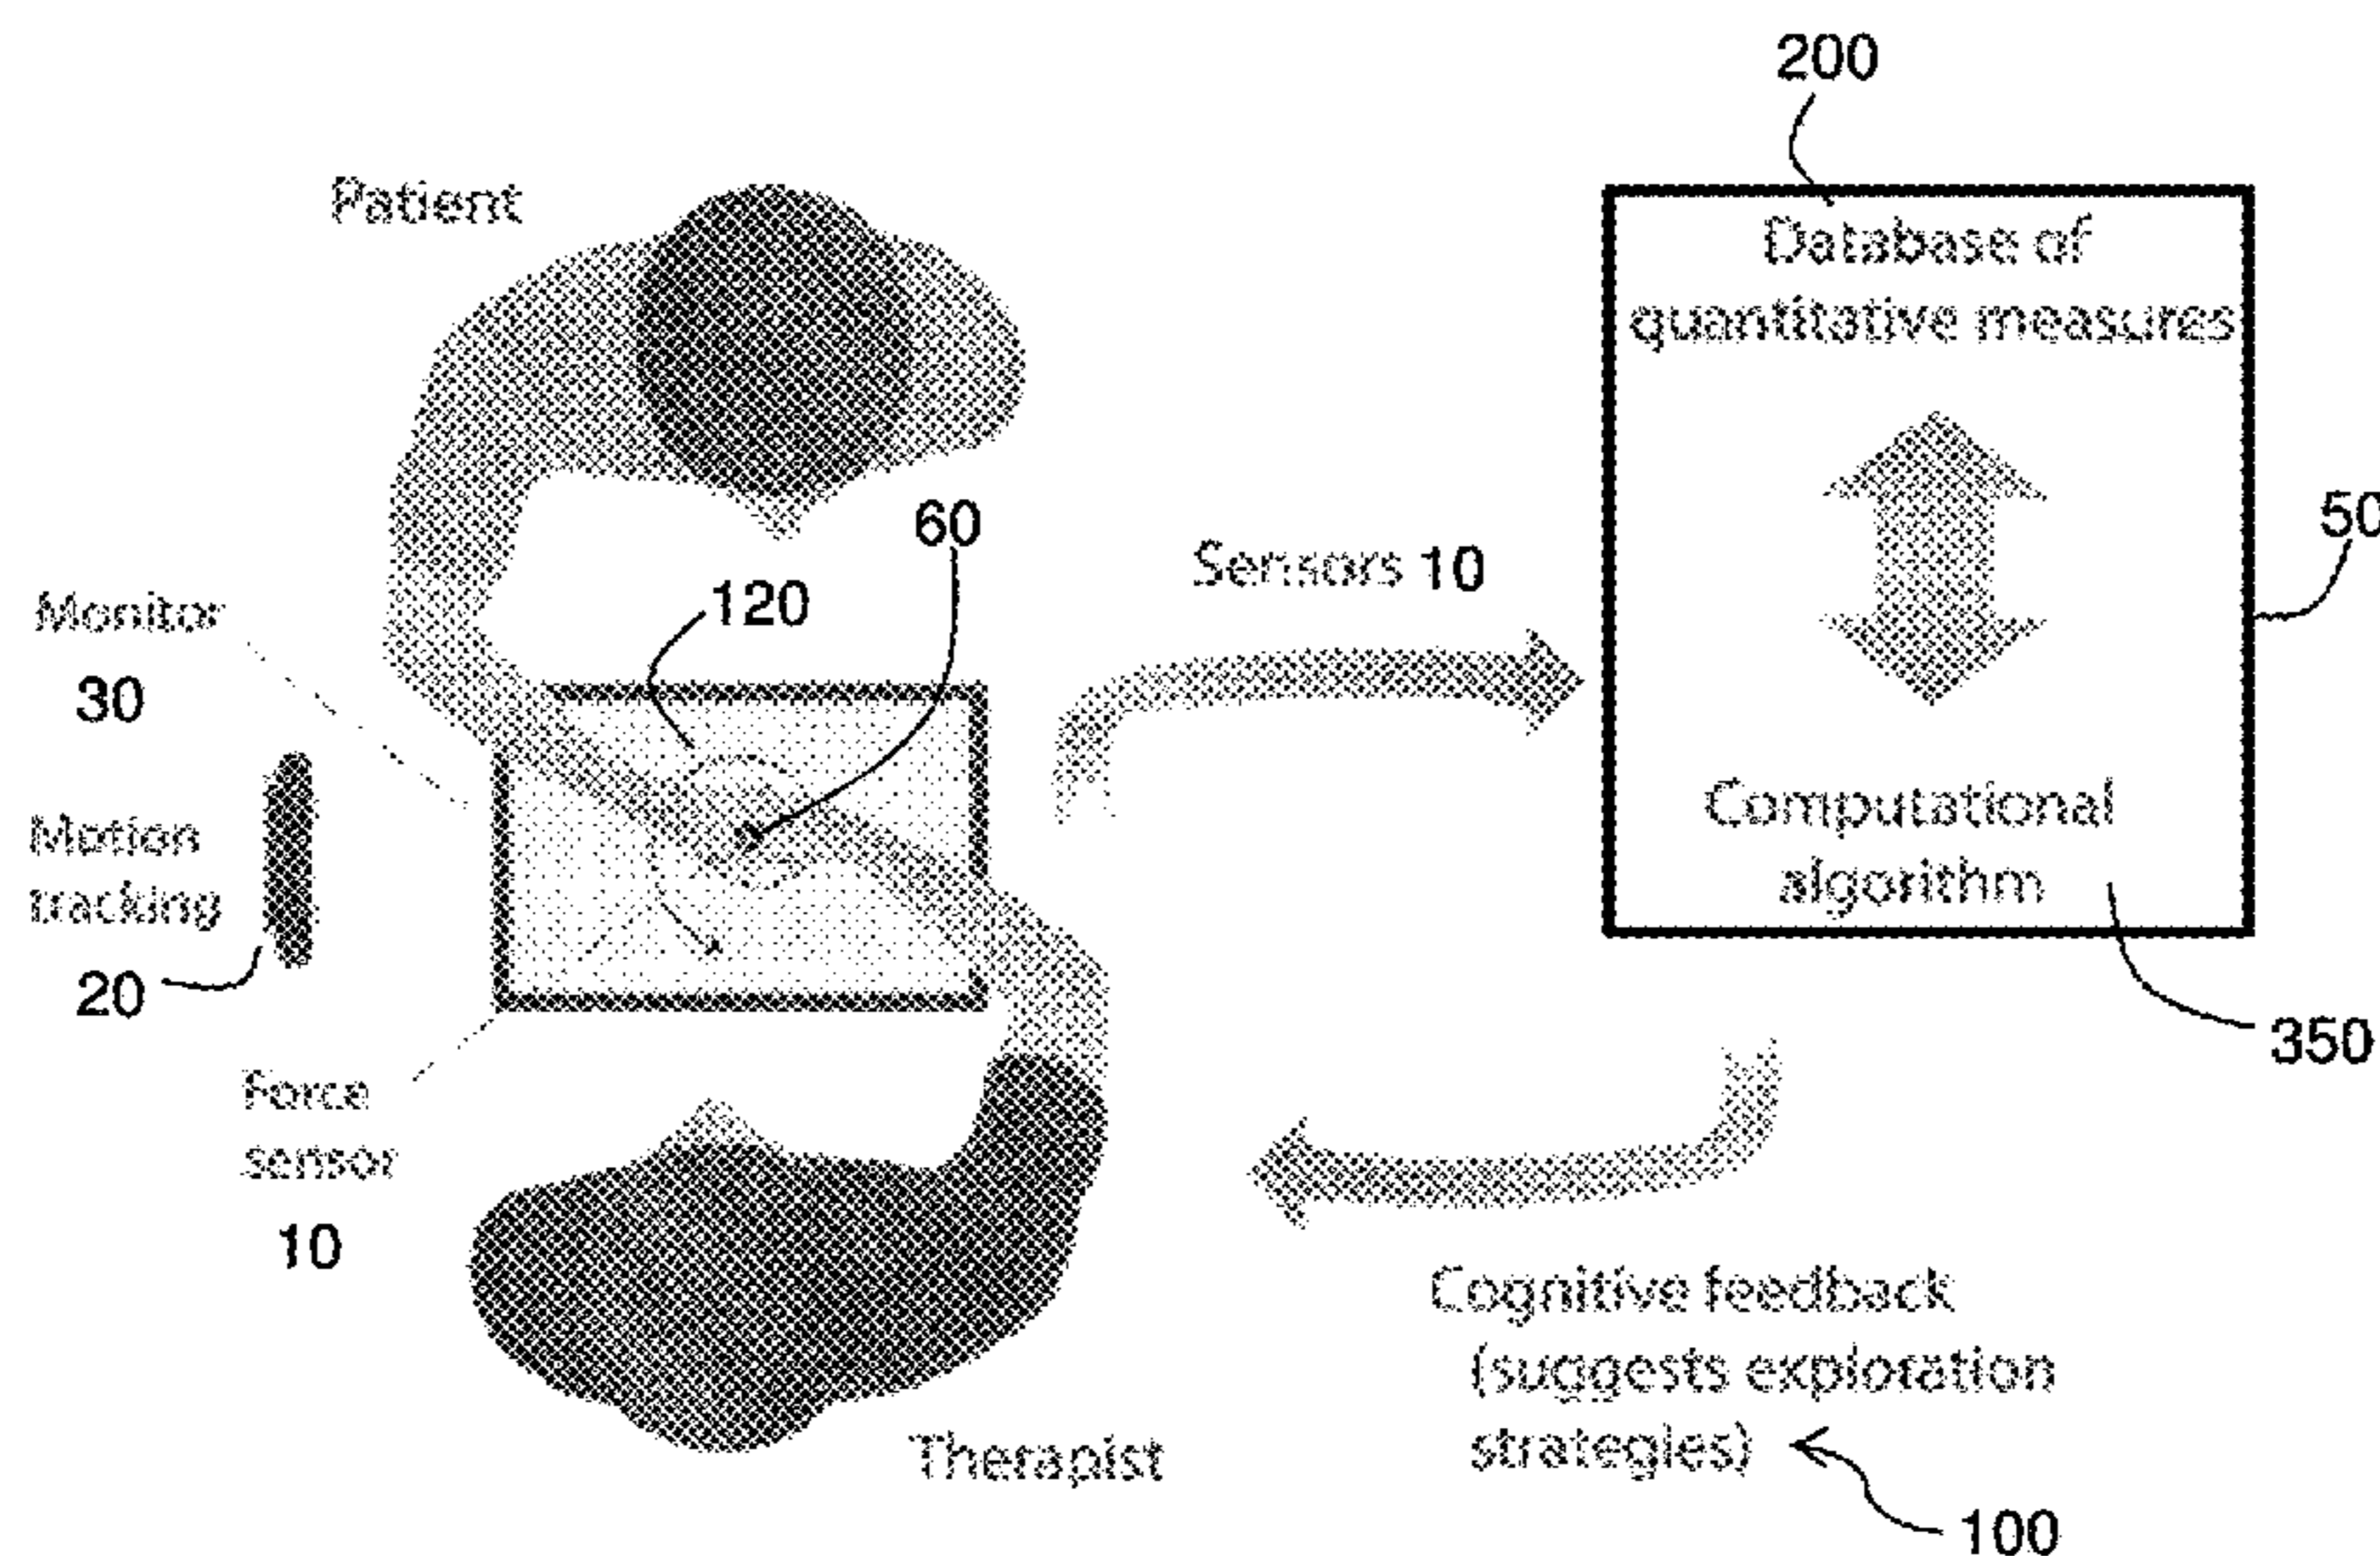 200
Patient
Database of
quantitative measures
60
50
120
Sensors 10
Monitor
30
Motion
tracking
20
Computational
algorithm
350
Force
sensor
10
Cognitive feedback
(suggests exploration
strategies)
Therapist
100